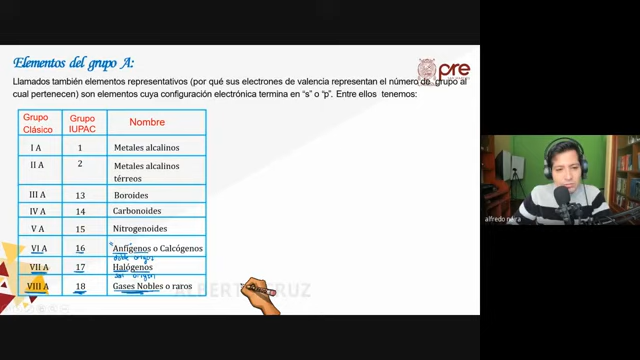 Elementos del grupo A:
pre
Llamados también elementos representativos (por qué sus electrones de valencia representan el número de grupo al
cual pertenecen) son elementos cuya configuración electrónica termina en “s” o “p”. Entre ellos tenemos:
Grupo Clásico Grupo IUPAC Nombre
I A 1 Metales alcalinos
II A 2 Metales alcalinos térreos
III A 13 Boroides
IV A 14 Carbonoides
V A 15 Nitrogenoides
VI A 16 Anfígenos o Calcógenos
VII A 17 Halógenos
sal origen
VIII A 18 Gases Nobles o raros
alfredo neira